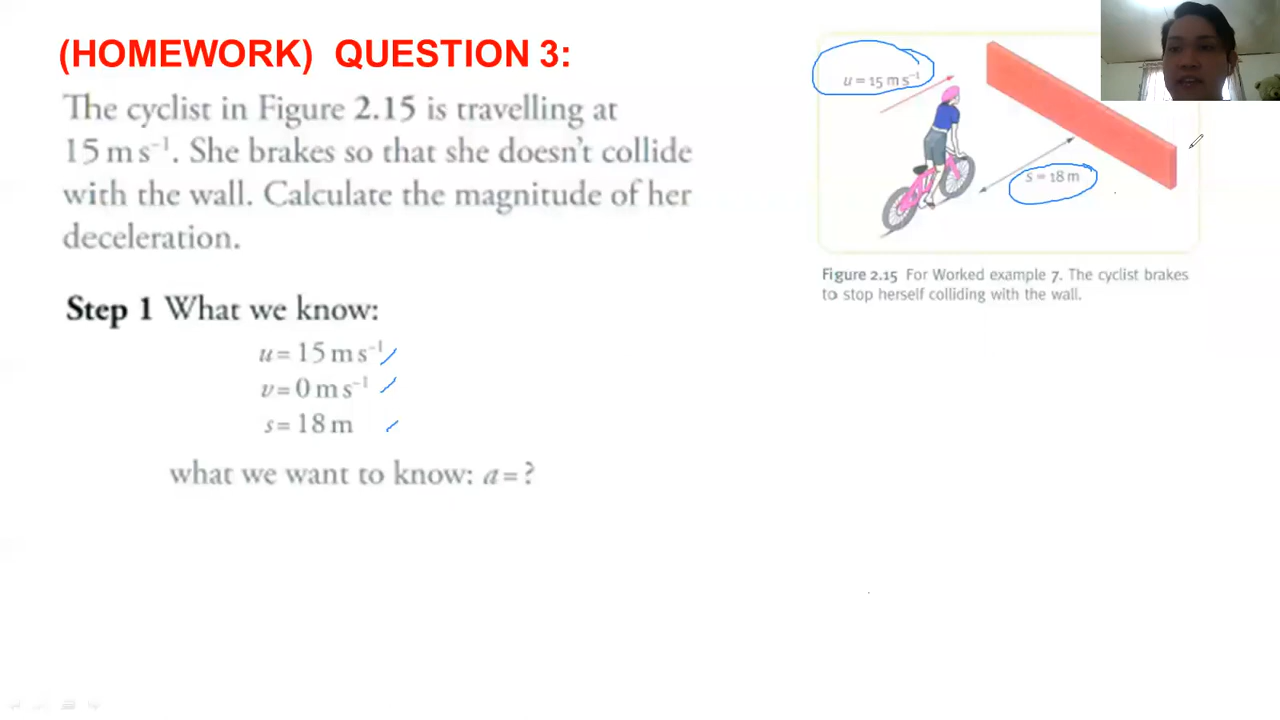 (HOMEWORK) QUESTION 3:
The cyclist in Figure 2.15 is travelling at
15 m s⁻¹. She brakes so that she doesn't collide
with the wall. Calculate the magnitude of her
deceleration.
Step 1 What we know:
u = 15 m s⁻¹
v = 0 m s⁻¹
s = 18 m
what we want to know: a = ?
u = 15 m s⁻¹
s = 18 m
Figure 2.15 For Worked example 7. The cyclist brakes
to stop herself colliding with the wall.